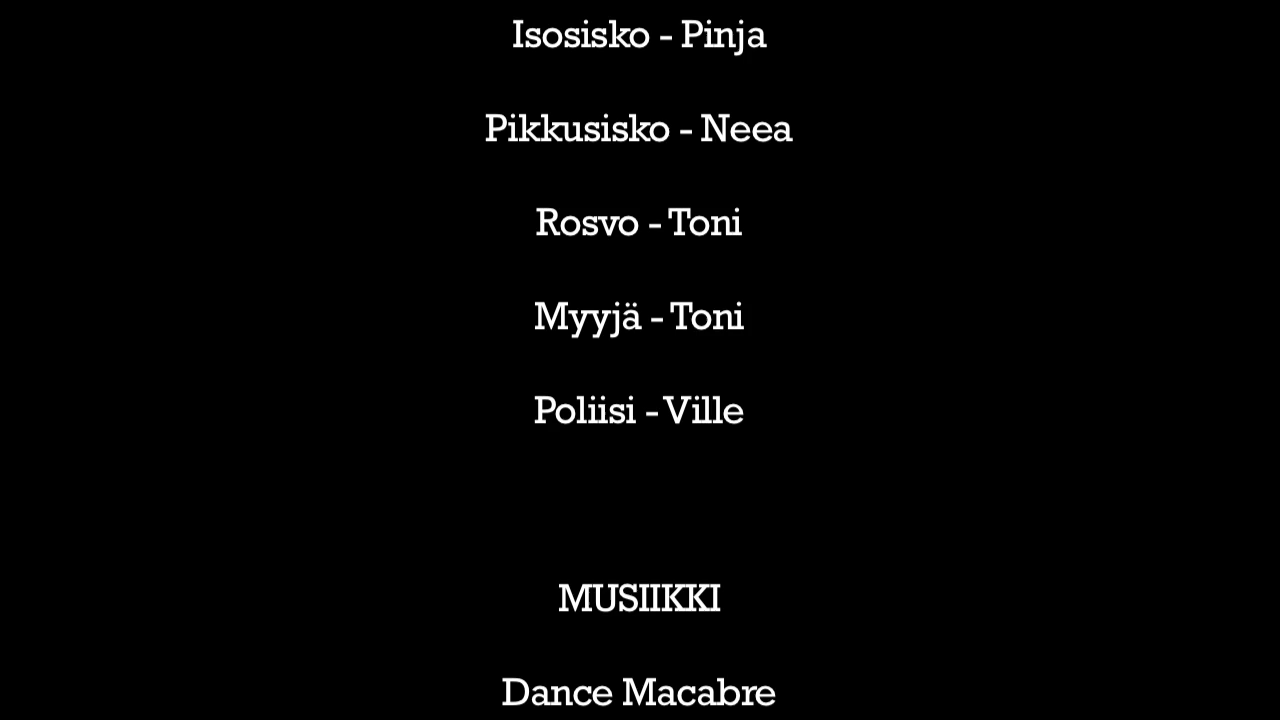 Isosisko - Pinja
Pikkusisko - Neea
Rosvo - Toni
Myyjä - Toni
Poliisi - Ville
MUSIIKKI
Dance Macabre